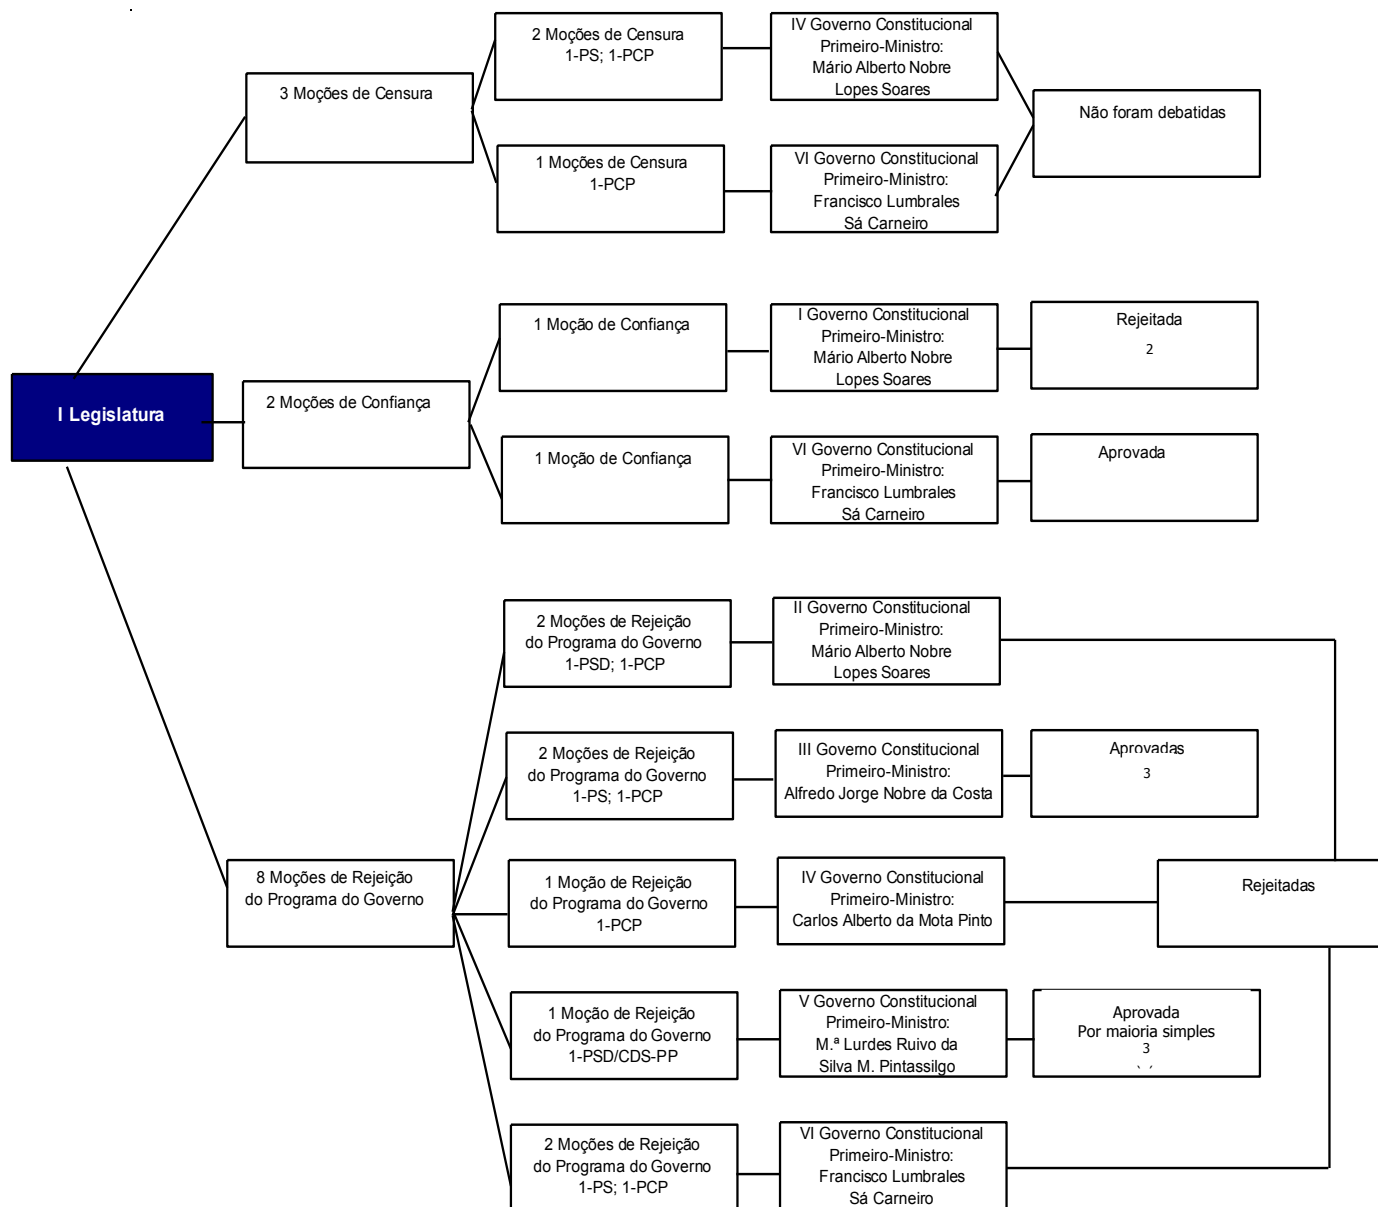 2 Moções de Censura
1-PS; 1-PCP
IV Governo Constitucional
Primeiro-Ministro:
Mário Alberto Nobre
Lopes Soares
3 Moções de Censura
Não foram debatidas
1 Moções de Censura
1-PCP
VI Governo Constitucional
Primeiro-Ministro:
Francisco Lumbrales
Sá Carneiro
1 Moção de Confiança
I Governo Constitucional
Primeiro-Ministro:
Mário Alberto Nobre
Lopes Soares
Rejeitada
2
I Legislatura
2 Moções de Confiança
1 Moção de Confiança
VI Governo Constitucional
Primeiro-Ministro:
Francisco Lumbrales
Sá Carneiro
Aprovada
2 Moções de Rejeição
do Programa do Governo
1-PSD; 1-PCP
II Governo Constitucional
Primeiro-Ministro:
Mário Alberto Nobre
Lopes Soares
2 Moções de Rejeição
do Programa do Governo
1-PS; 1-PCP
III Governo Constitucional
Primeiro-Ministro:
Alfredo Jorge Nobre da Costa
Aprovadas
3
8 Moções de Rejeição
do Programa do Governo
1 Moção de Rejeição
do Programa do Governo
1-PCP
IV Governo Constitucional
Primeiro-Ministro:
Carlos Alberto da Mota Pinto
Rejeitadas
1 Moção de Rejeição
do Programa do Governo
1-PSD/CDS-PP
V Governo Constitucional
Primeiro-Ministro:
M.ª Lurdes Ruivo da
Silva M. Pintassilgo
Aprovada
Por maioria simples
3
2 Moções de Rejeição
do Programa do Governo
1-PS; 1-PCP
VI Governo Constitucional
Primeiro-Ministro:
Francisco Lumbrales
Sá Carneiro